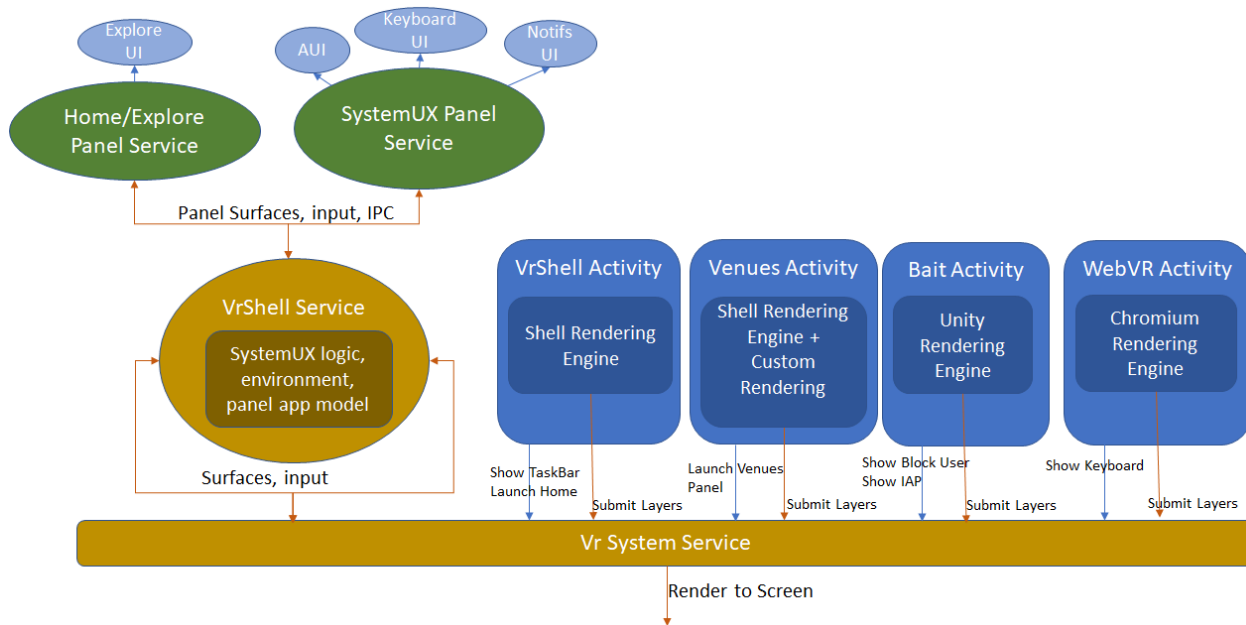 Explore
UI
AUI
Keyboard
UI
Notifs
UI
Home/Explore
Panel Service
SystemUX Panel
Service
Panel Surfaces, input, IPC
VrShell Service
SystemUX logic,
environment,
panel app model
Surfaces, input
VrShell Activity
Shell Rendering
Engine
Show TaskBar
Launch Home
Submit Layers
Venues Activity
Shell Rendering
Engine +
Custom
Rendering
Launch Venues
Panel
Submit Layers
Bait Activity
Unity
Rendering
Engine
Show Block User
Show IAP
Submit Layers
WebVR Activity
Chromium
Rendering
Engine
Show Keyboard
Submit Layers
Vr System Service
Render to Screen